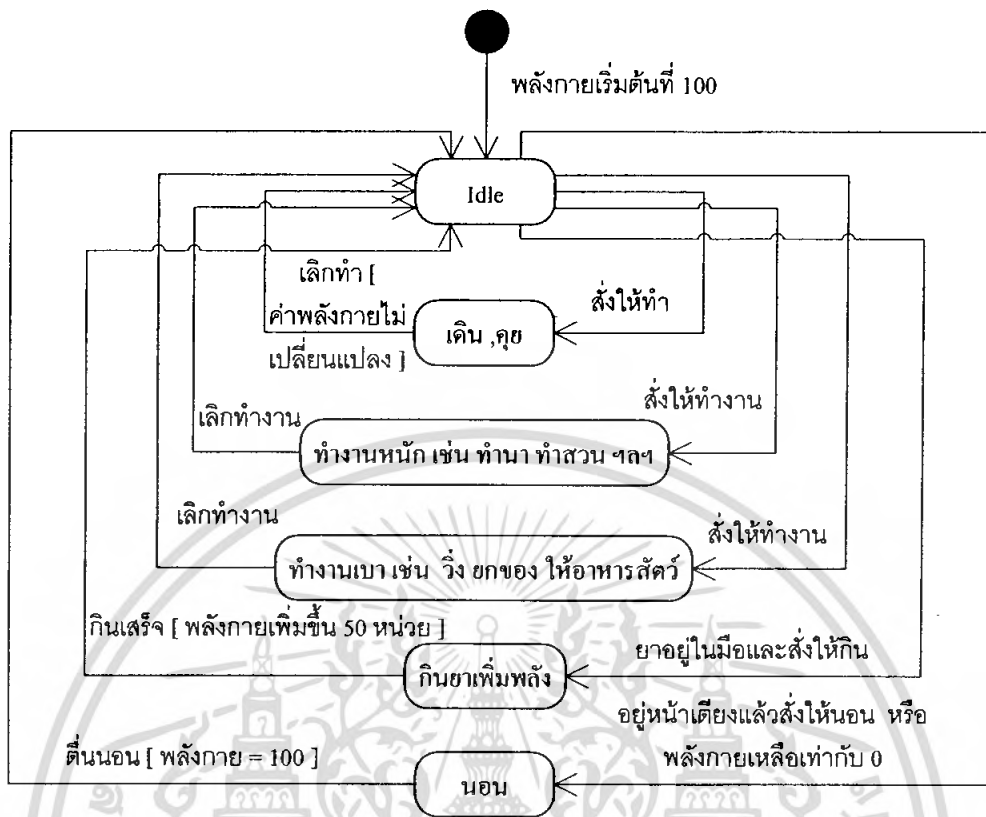 พลังกายเริ่มต้นที่ 100
Idle
เลิกทำ [
ค่าพลังกายไม่
เปลี่ยนแปลง ]
สั่งให้ทำ
เดิน ,คุย
เลิกทำงาน
สั่งให้ทำงาน
ทำงานหนัก เช่น ทำนา ทำสวน ฯลฯ
เลิกทำงาน
สั่งให้ทำงาน
ทำงานเบา เช่น วิ่ง ยกของ ให้อาหารสัตว์
กินเสร็จ [ พลังกายเพิ่มขึ้น 50 หน่วย ]
ยาอยู่ในมือและสั่งให้กิน
กินยาเพิ่มพลัง
อยู่หน้าเตียงแล้วสั่งให้นอน หรือ
พลังกายเหลือเท่ากับ 0
ตื่นนอน [ พลังกาย = 100 ]
นอน